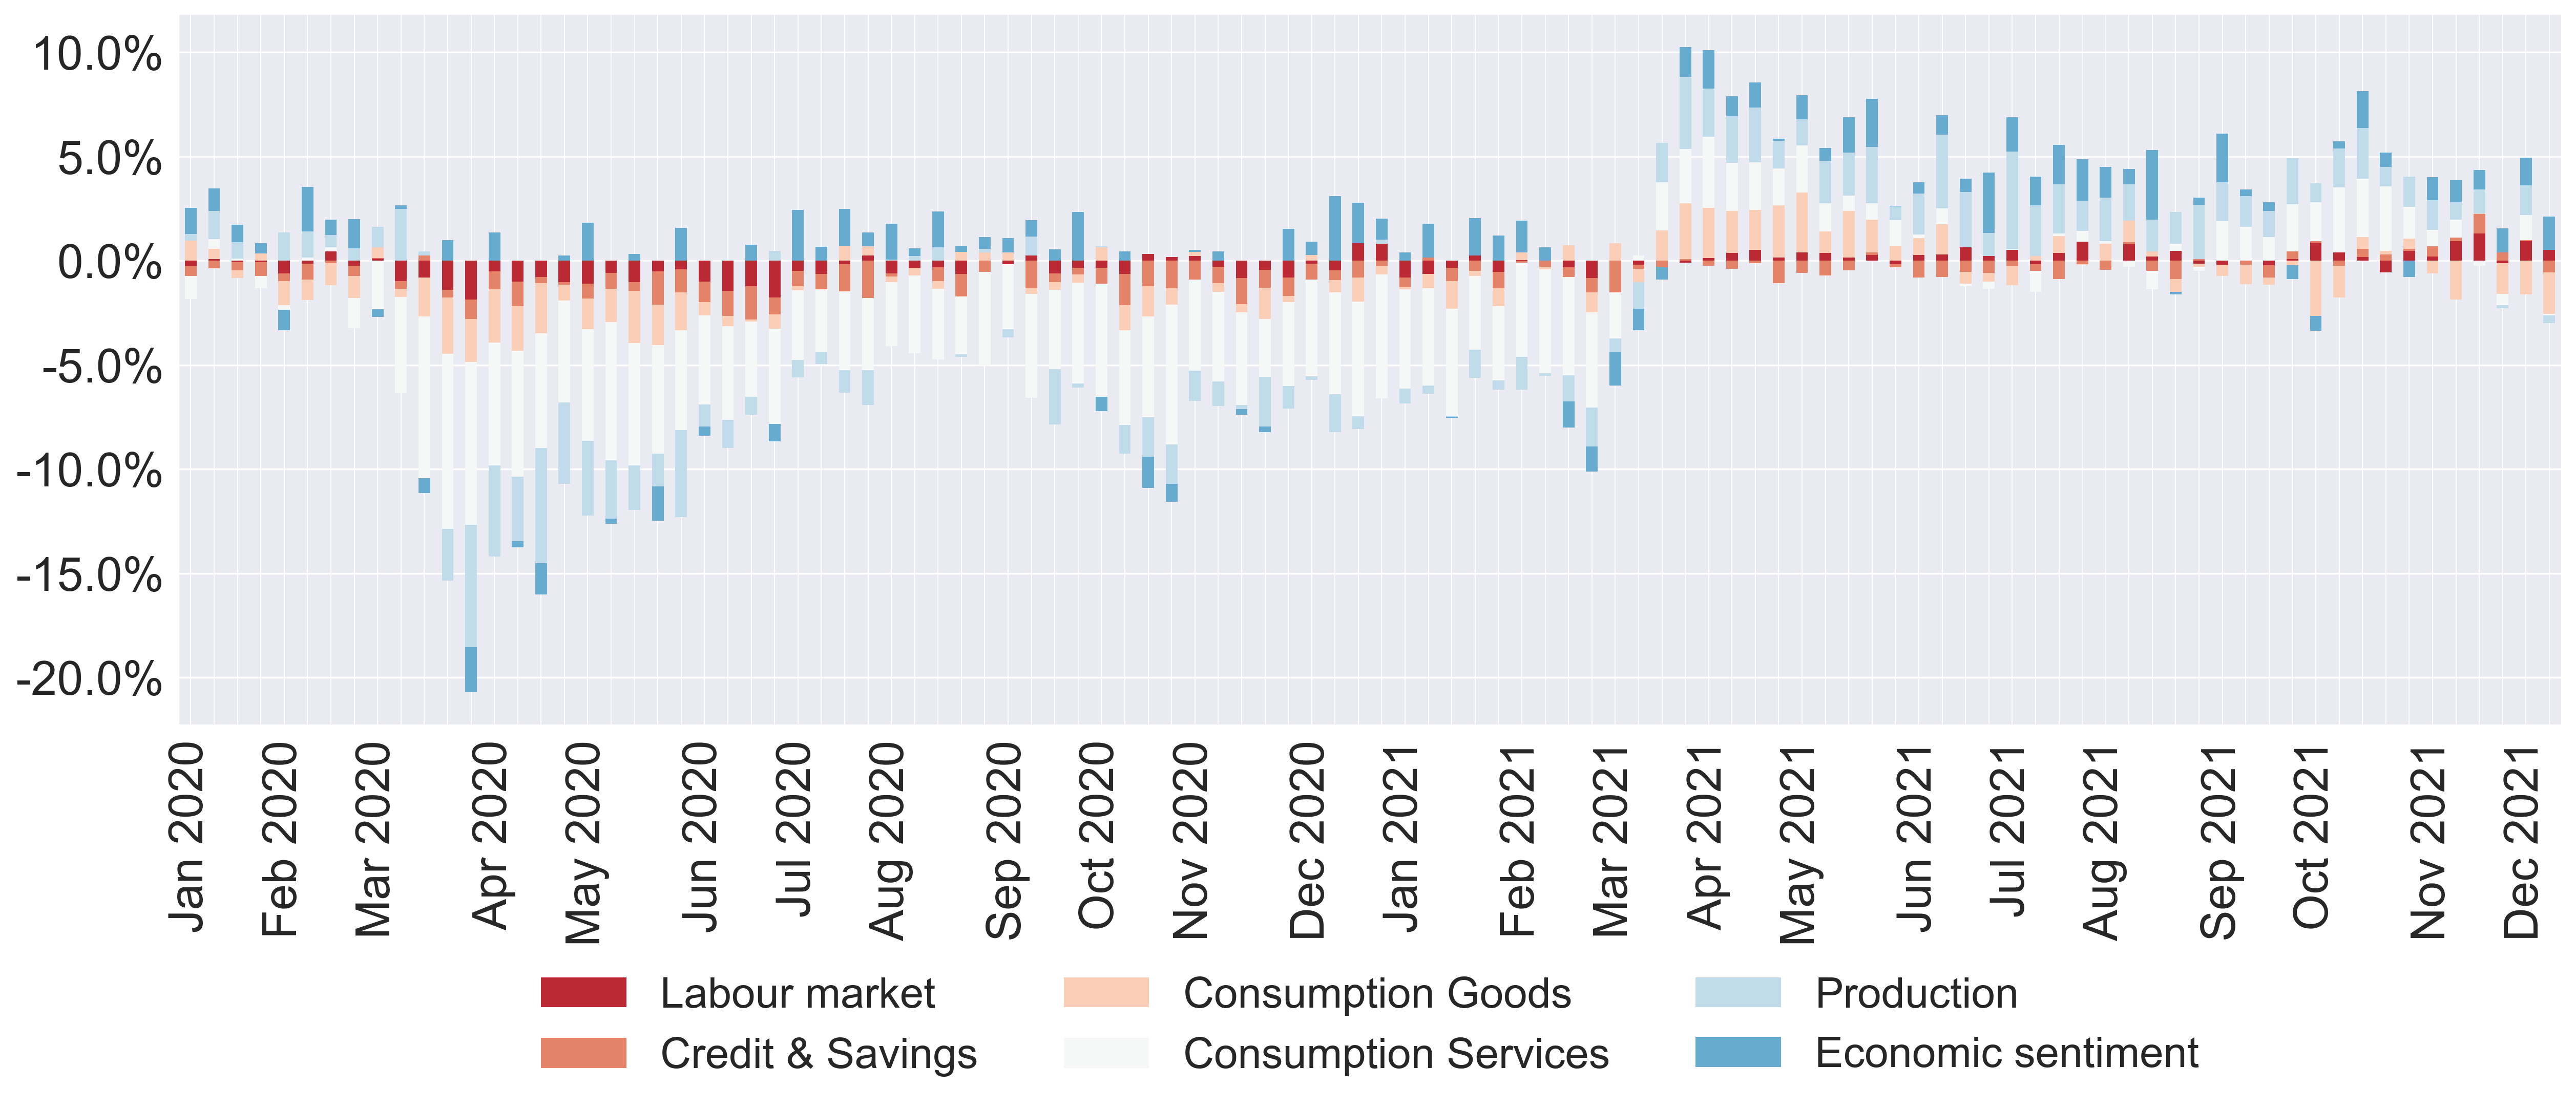 10.0%
5.0%
0.0%
-5.0%
-10.0%
-15.0%
-20.0%
Jan 2020
Feb 2020
Mar 2020
Apr 2020
May 2020
Jun 2020
Jul 2020
Aug 2020
Sep 2020
Oct 2020
Nov 2020
Dec 2020
Jan 2021
Feb 2021
Mar 2021
Apr 2021
May 2021
Jun 2021
Jul 2021
Aug 2021
Sep 2021
Oct 2021
Nov 2021
Dec 2021
Labour market
Consumption Goods
Production
Credit & Savings
Consumption Services
Economic sentiment